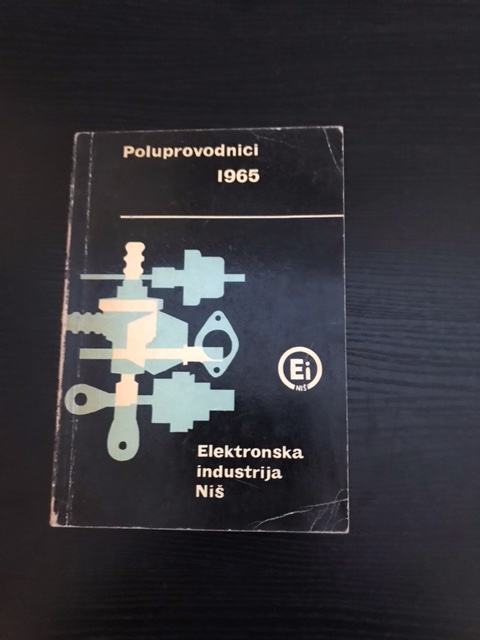 Poluprovodnici
1965
Ei
NIŠ
Elektronska
industrija
Niš